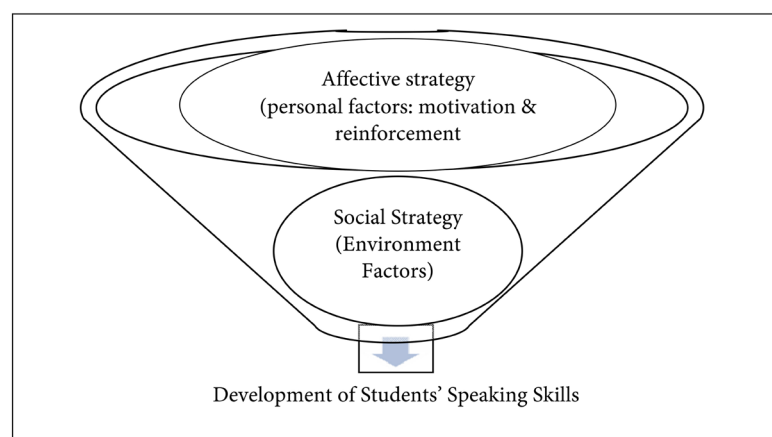 Affective strategy
(personal factors: motivation &
reinforcement
Social Strategy
(Environment
Factors)
Development of Students’ Speaking Skills